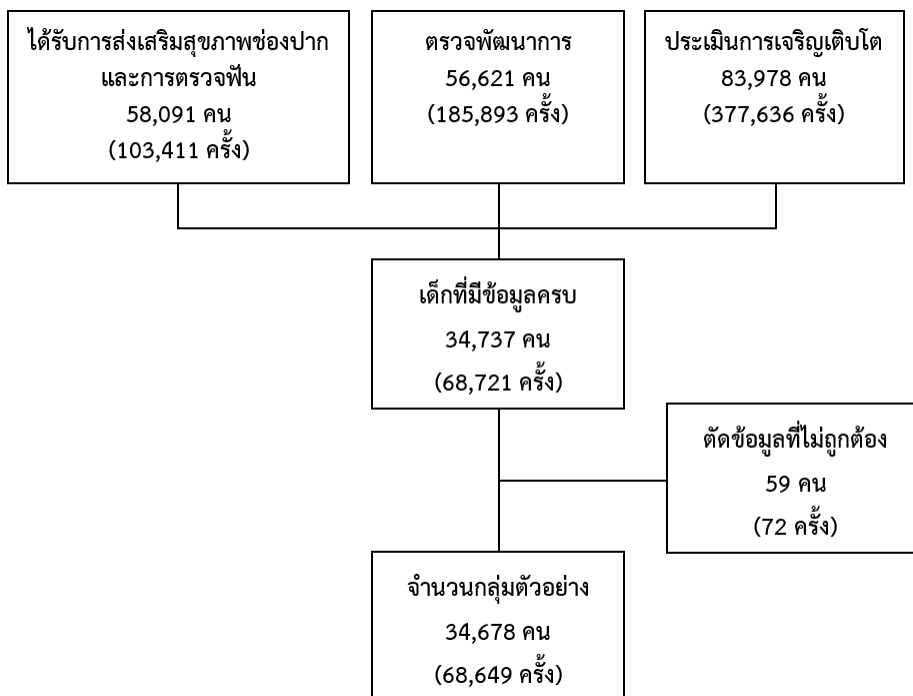 ได้รับการส่งเสริมสุขภาพช่องปาก
และการตรวจฟัน
58,091 คน
(103,411 ครั้ง)
ตรวจพัฒนาการ
56,621 คน
(185,893 ครั้ง)
ประเมินการเจริญเติบโต
83,978 คน
(377,636 ครั้ง)
เด็กที่มีข้อมูลครบ
34,737 คน
(68,721 ครั้ง)
ตัดข้อมูลที่ไม่ถูกต้อง
59 คน
(72 ครั้ง)
จำนวนกลุ่มตัวอย่าง
34,678 คน
(68,649 ครั้ง)